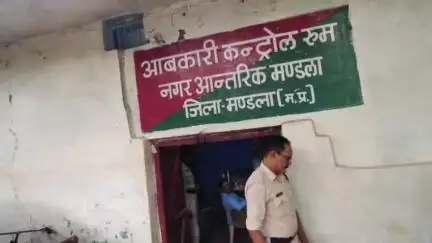 आबकारी कन्ट्रोल रुम
नगर आन्तरिक मण्डला
जिला-मण्डला (म.प्र.)